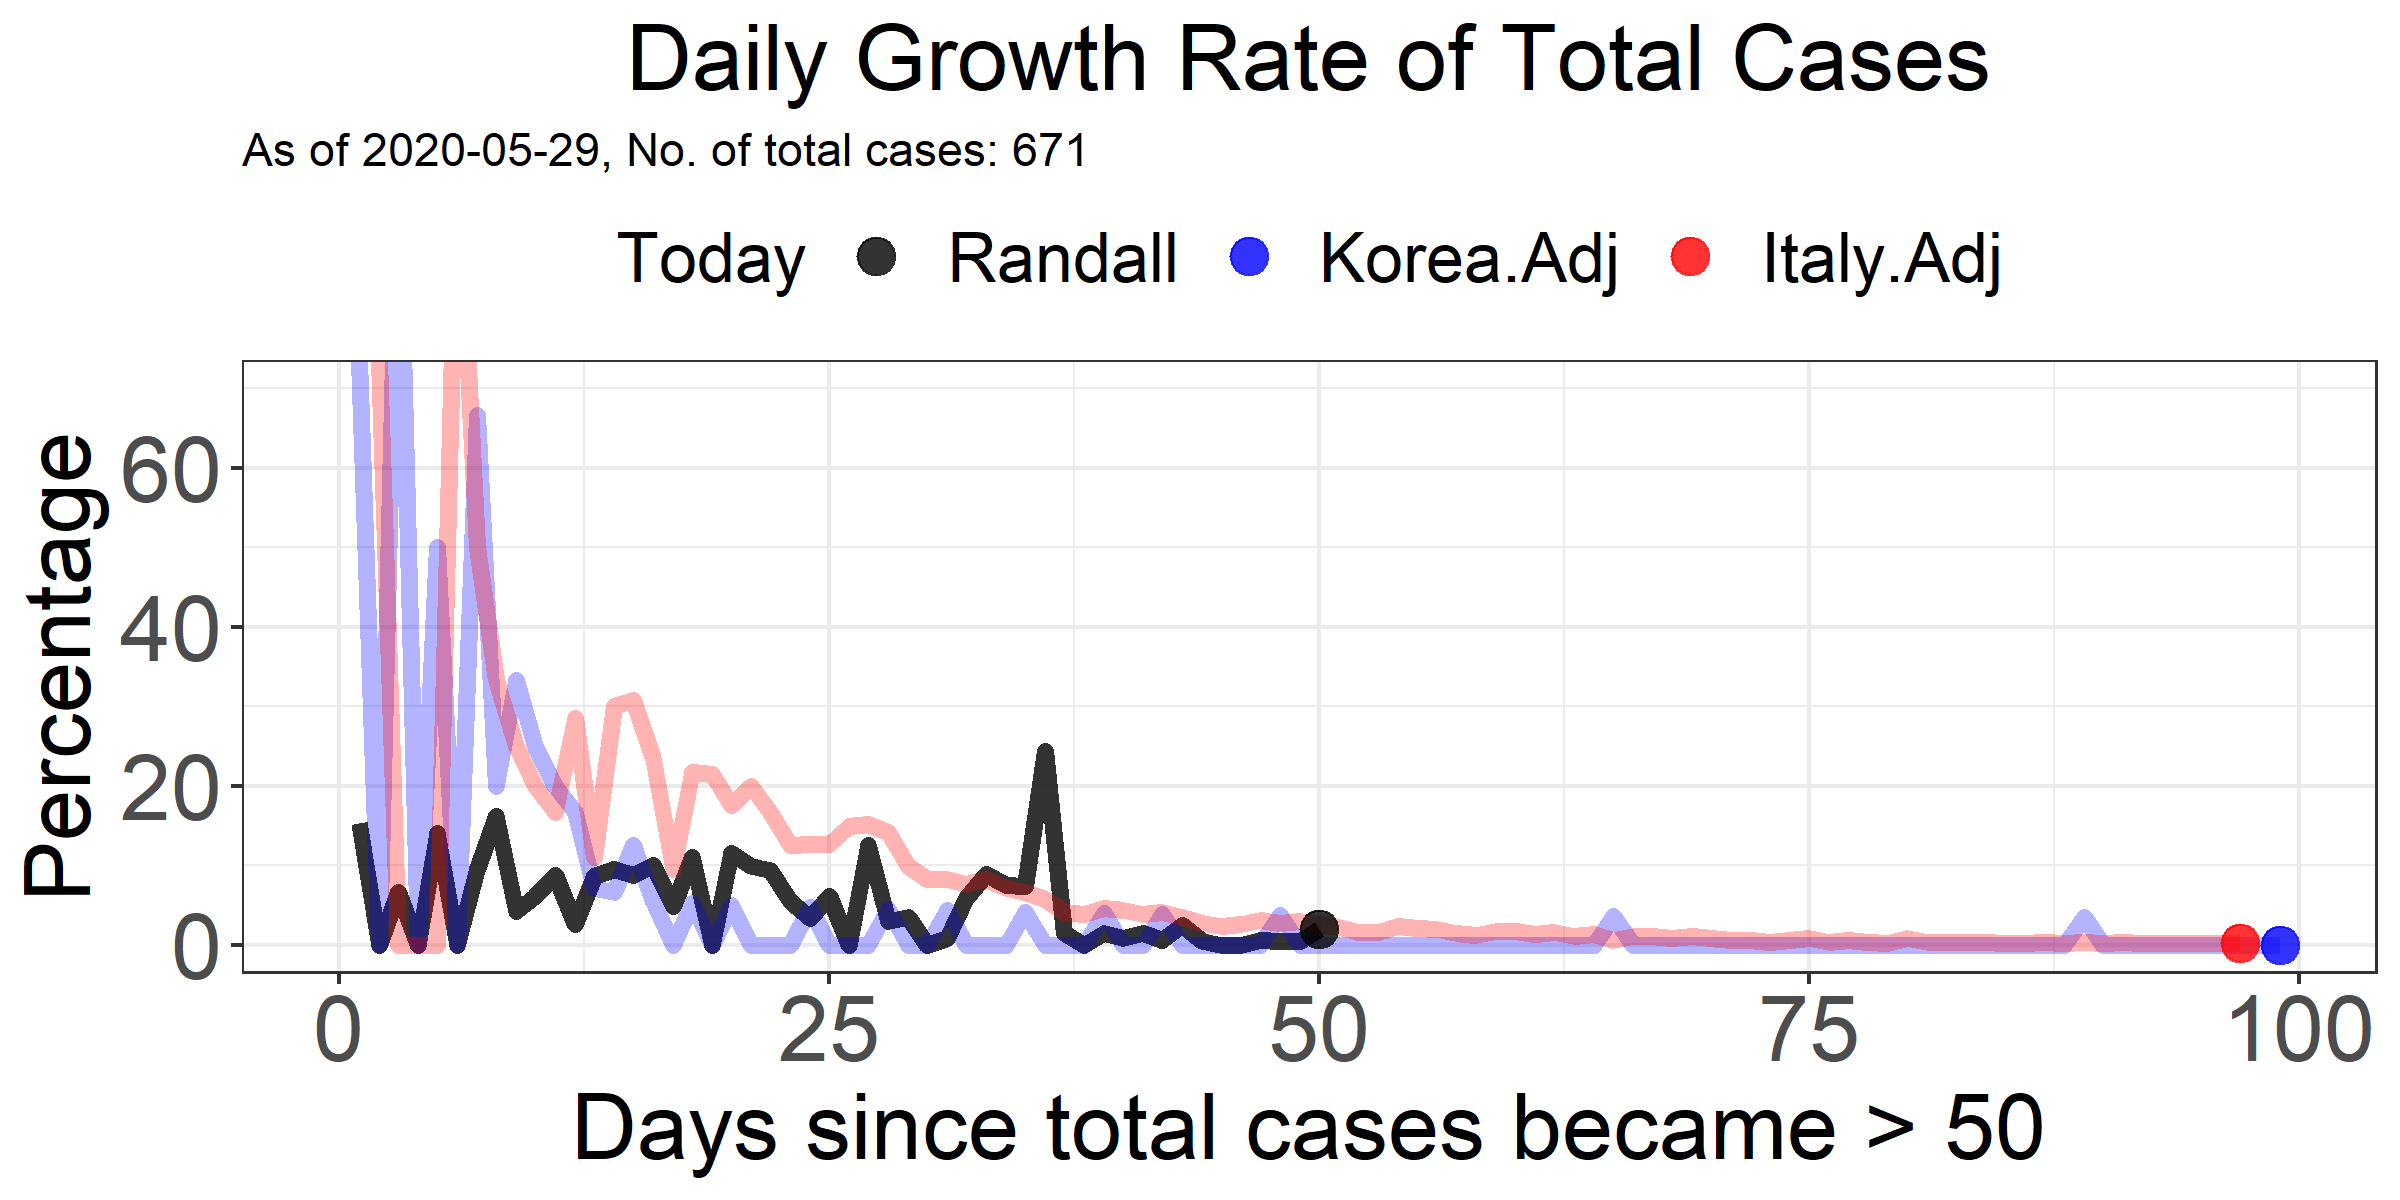 Daily Growth Rate of Total Cases
As of 2020-05-29, No. of total cases: 671
Today Randall Korea.Adj Italy.Adj
Percentage
60
40
20
0
0 25 50 75 100
Days since total cases became > 50